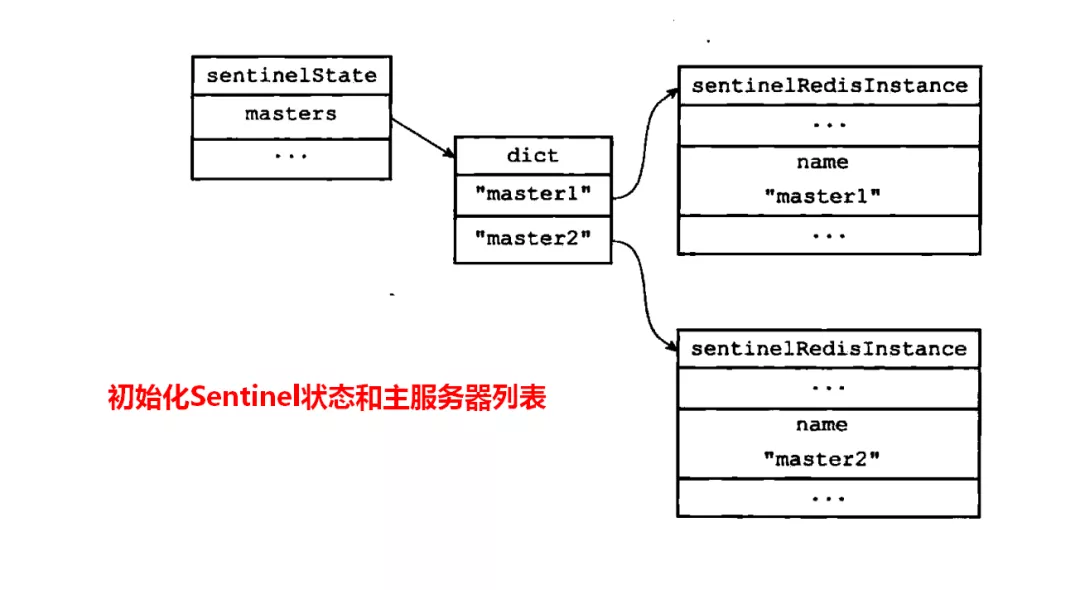 sentinelState
masters
...
dict
"master1"
"master2"
sentinelRedisInstance
...
name
"master1"
...
sentinelRedisInstance
...
name
"master2"
...
初始化Sentinel状态和主服务器列表